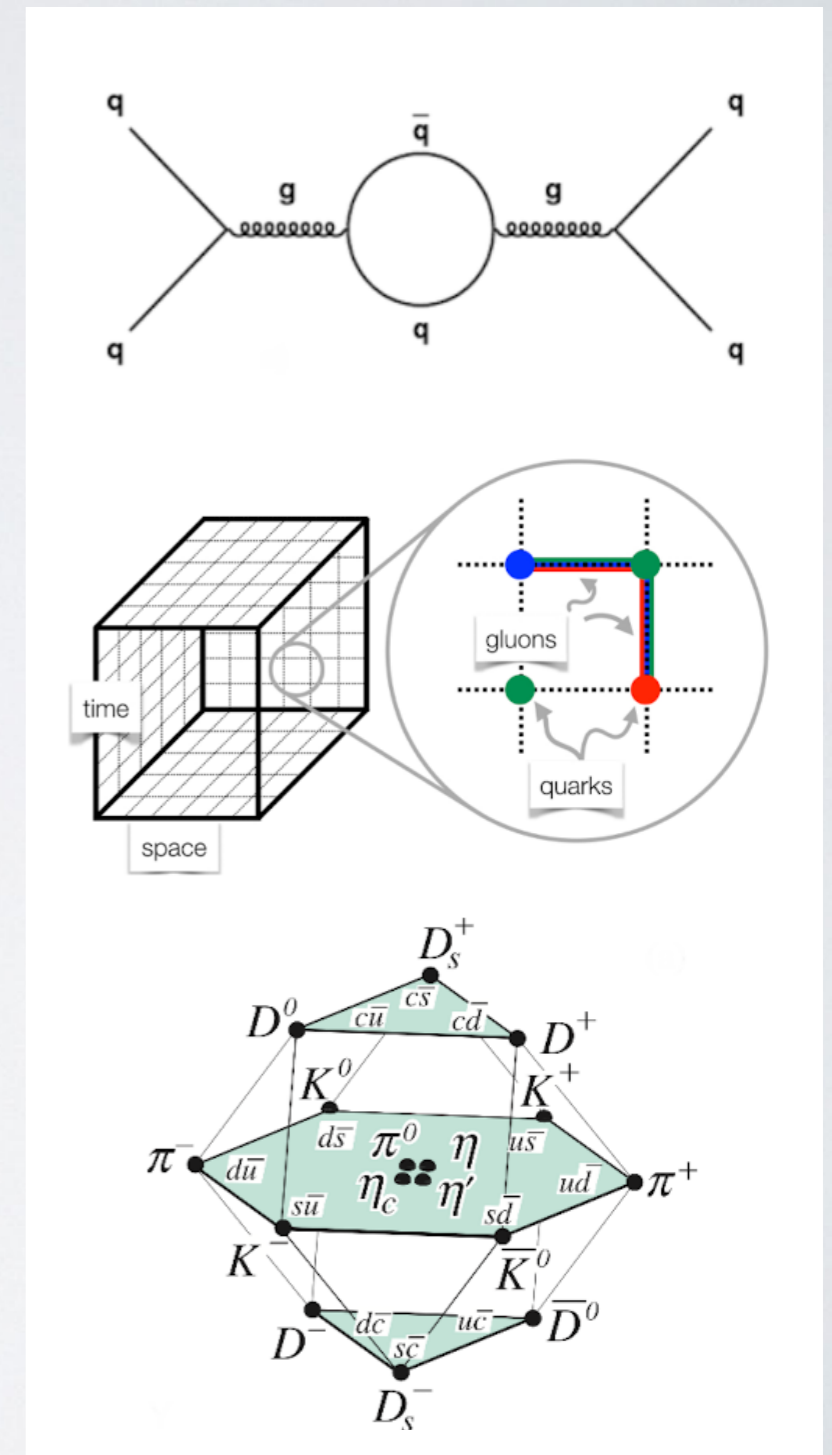 q q̄ q
g g
q q q
gluons
time
quarks
space
D_s^+
cs̄
D^0 cū cd̄ D^+
K^0 K^+
ds̄ π^0 η us̄
π^- dū ud̄ π^+
η_c η′
sū sd̄
K^- K̄^0
dc̄ uc̄ D̄^0
D^- sc̄
D_s^-